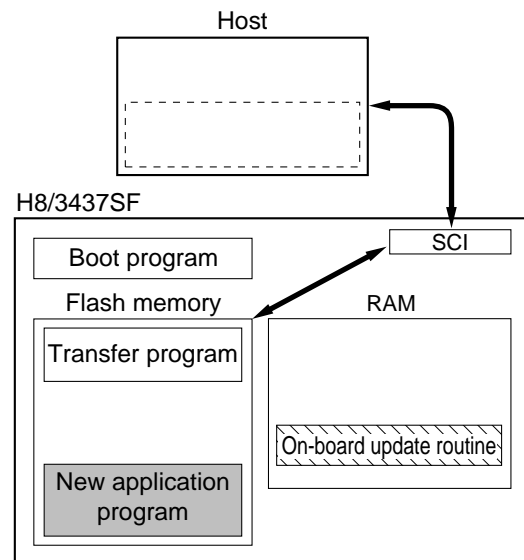 Host
H8/3437SF
SCI
Boot program
Flash memory
RAM
Transfer program
On-board update routine
New application
program